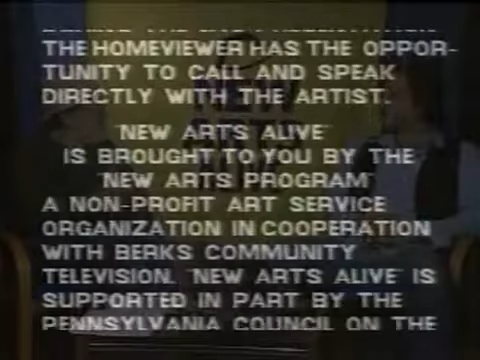 THE HOMEVIEWER HAS THE OPPOR-
TUNITY TO CALL AND SPEAK
DIRECTLY WITH THE ARTIST.
"NEW ARTS ALIVE"
IS BROUGHT TO YOU BY THE
"NEW ARTS PROGRAM"
A NON-PROFIT ART SERVICE
ORGANIZATION IN COOPERATION
WITH BERKS COMMUNITY
TELEVISION. "NEW ARTS ALIVE" IS
SUPPORTED IN PART BY THE
PENNSYLVANIA COUNCIL ON THE